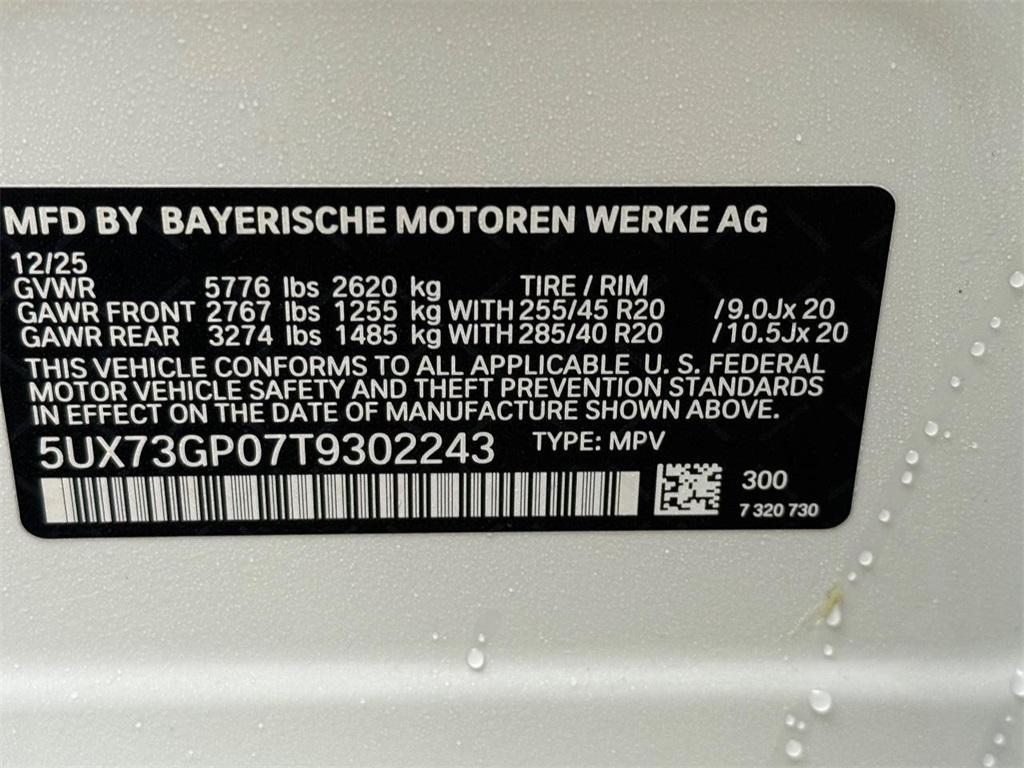 MFD BY BAYERISCHE MOTOREN WERKE AG
12/25
GVWR 5776 lbs 2620 kg TIRE / RIM
GAWR FRONT 2767 lbs 1255 kg WITH 255/45 R20 /9.0Jx 20
GAWR REAR 3274 lbs 1485 kg WITH 285/40 R20 /10.5Jx 20
THIS VEHICLE CONFORMS TO ALL APPLICABLE U. S. FEDERAL
MOTOR VEHICLE SAFETY AND THEFT PREVENTION STANDARDS
IN EFFECT ON THE DATE OF MANUFACTURE SHOWN ABOVE.
5UX73GP07T9302243 TYPE: MPV
300
7 320 730